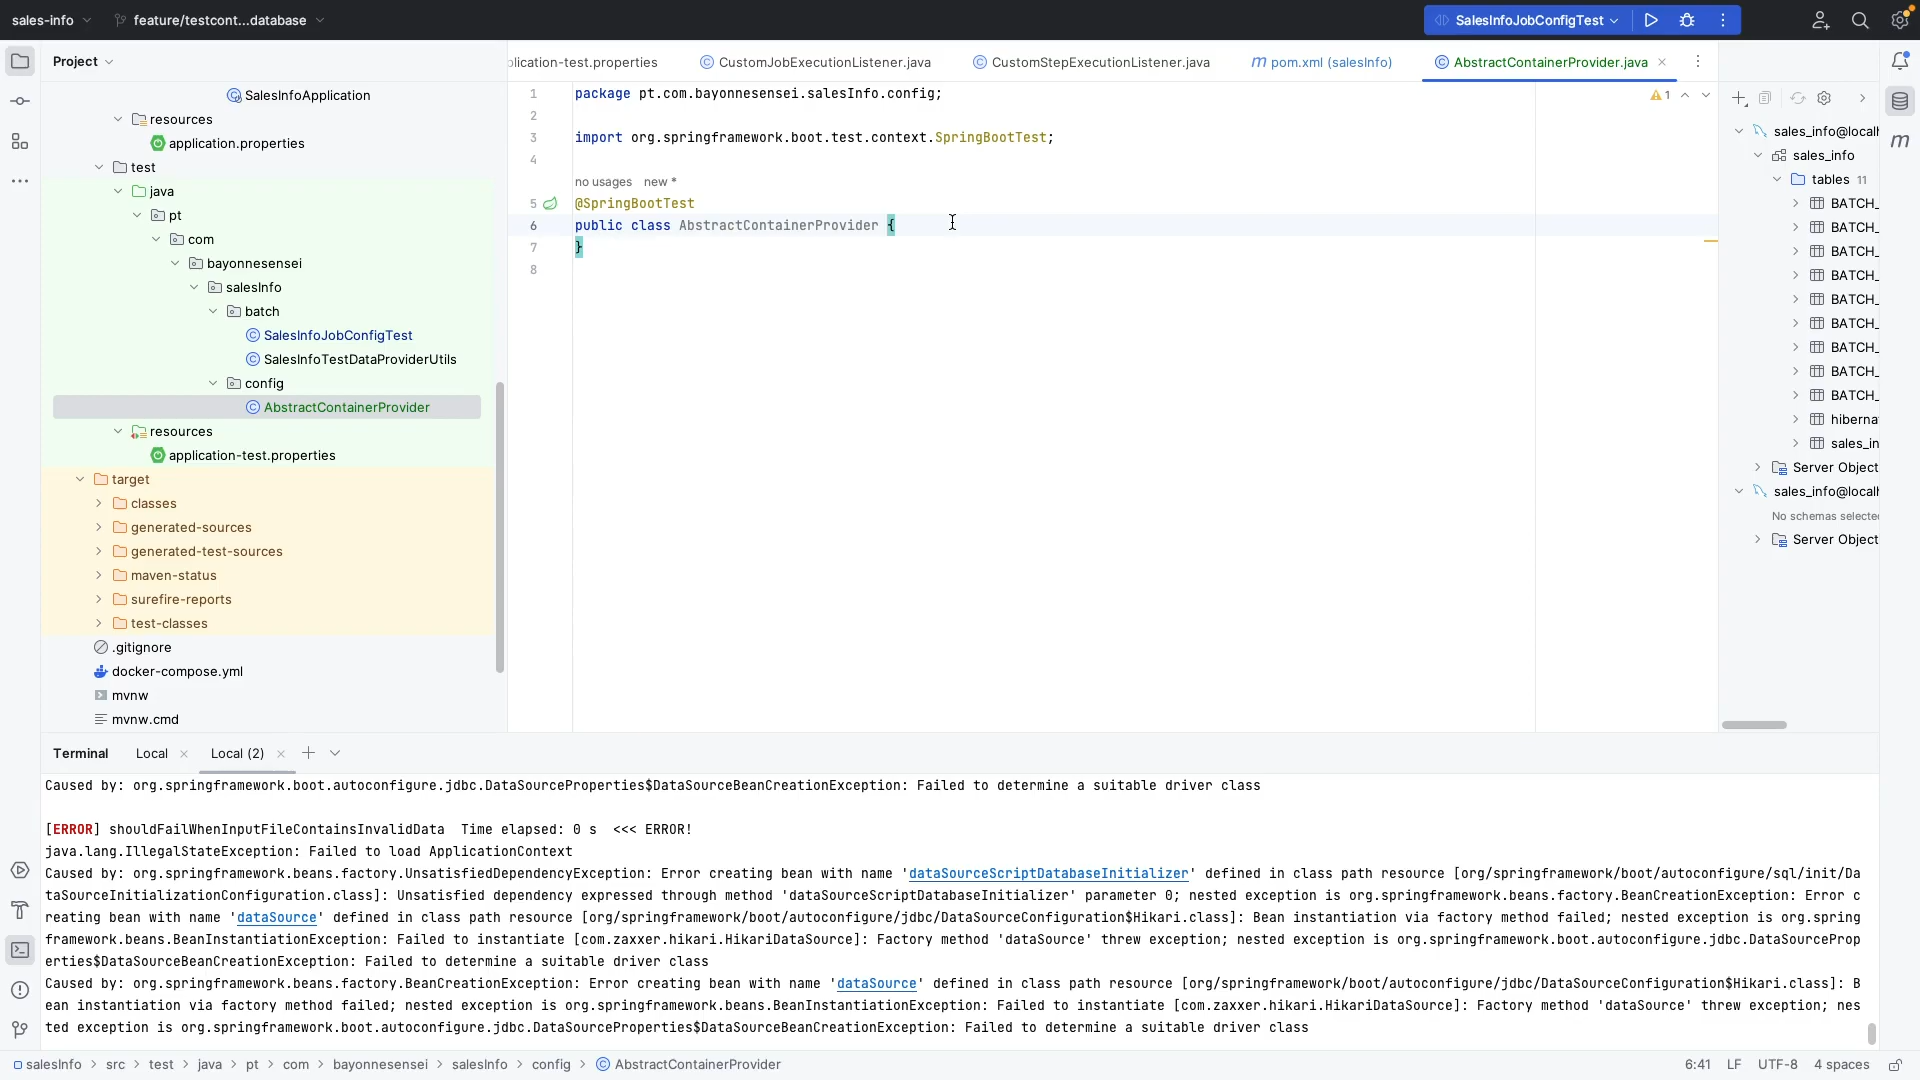 sales-info
feature/testcont...database
SalesInfoJobConfigTest
Project
plication-test.properties
CustomJobExecutionListener.java
CustomStepExecutionListener.java
pom.xml (salesInfo)
AbstractContainerProvider.java
SalesInfoApplication
resources
application.properties
test
java
pt
com
bayonnesensei
salesInfo
batch
SalesInfoJobConfigTest
SalesInfoTestDataProviderUtils
config
AbstractContainerProvider
resources
application-test.properties
target
classes
generated-sources
generated-test-sources
maven-status
surefire-reports
test-classes
.gitignore
docker-compose.yml
mvnw
mvnw.cmd
1 package pt.com.bayonnesensei.salesInfo.config;
2
3 import org.springframework.boot.test.context.SpringBootTest;
4
no usages new *
5 @SpringBootTest
6 public class AbstractContainerProvider {
7 }
8
1
sales_info@local
sales_info
tables 11
BATCH_
BATCH_
BATCH_
BATCH_
BATCH_
BATCH_
BATCH_
BATCH_
BATCH_
hiberna
sales_in
Server Object
sales_info@local
No schemas selected
Server Object
Terminal
Local
Local (2)
Caused by: org.springframework.boot.autoconfigure.jdbc.DataSourceProperties$DataSourceBeanCreationException: Failed to determine a suitable driver class
[ERROR] shouldFailWhenInputFileContainsInvalidData  Time elapsed: 0 s  <<< ERROR!
java.lang.IllegalStateException: Failed to load ApplicationContext
Caused by: org.springframework.beans.factory.UnsatisfiedDependencyException: Error creating bean with name 'dataSourceScriptDatabaseInitializer' defined in class path resource [org/springframework/boot/autoconfigure/sql/init/Da
taSourceInitializationConfiguration.class]: Unsatisfied dependency expressed through method 'dataSourceScriptDatabaseInitializer' parameter 0; nested exception is org.springframework.beans.factory.BeanCreationException: Error c
reating bean with name 'dataSource' defined in class path resource [org/springframework/boot/autoconfigure/jdbc/DataSourceConfiguration$Hikari.class]: Bean instantiation via factory method failed; nested exception is org.spring
framework.beans.BeanInstantiationException: Failed to instantiate [com.zaxxer.hikari.HikariDataSource]: Factory method 'dataSource' threw exception; nested exception is org.springframework.boot.autoconfigure.jdbc.DataSourceProp
erties$DataSourceBeanCreationException: Failed to determine a suitable driver class
Caused by: org.springframework.beans.factory.BeanCreationException: Error creating bean with name 'dataSource' defined in class path resource [org/springframework/boot/autoconfigure/jdbc/DataSourceConfiguration$Hikari.class]: B
ean instantiation via factory method failed; nested exception is org.springframework.beans.BeanInstantiationException: Failed to instantiate [com.zaxxer.hikari.HikariDataSource]: Factory method 'dataSource' threw exception; nes
ted exception is org.springframework.boot.autoconfigure.jdbc.DataSourceProperties$DataSourceBeanCreationException: Failed to determine a suitable driver class
salesInfo > src > test > java > pt > com > bayonnesensei > salesInfo > config > AbstractContainerProvider
6:41 LF UTF-8 4 spaces